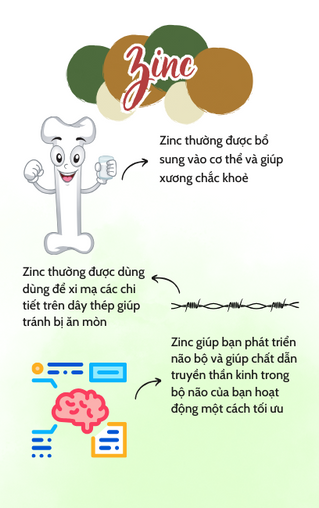 Zinc
Zinc thường được bổ
sung vào cơ thể và giúp
xương chắc khoẻ
Zinc thường được dùng
dùng để xi mạ các chi
tiết trên dây thép giúp
tránh bị ăn mòn
Zinc giúp bạn phát triển
não bộ và giúp chất dẫn
truyền thần kinh trong
bộ não của bạn hoạt
động một cách tối ưu